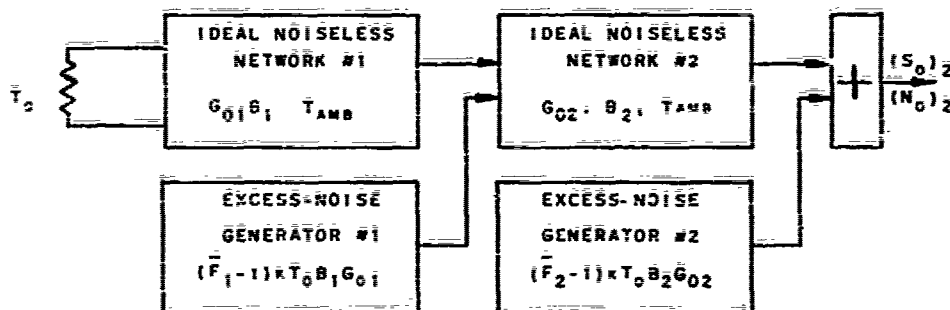 T₀
IDEAL NOISELESS
NETWORK #1
G₀₁B₁ T_AMB
IDEAL NOISELESS
NETWORK #2
G₀₂, B₂, T_AMB
+
(S₀)₂
(N₀)₂
EXCESS-NOISE
GENERATOR #1
(F̄₁-1)KT₀B₁G₀₁
EXCESS-NOISE
GENERATOR #2
(F̄₂-1)KT₀B₂G₀₂